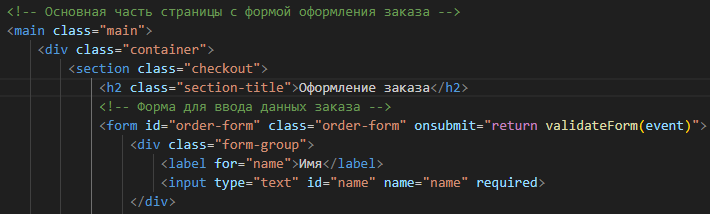 <!-- Основная часть страницы с формой оформления заказа -->
<main class="main">
<div class="container">
<section class="checkout">
<h2 class="section-title">Оформление заказа</h2>
<!-- Форма для ввода данных заказа -->
<form id="order-form" class="order-form" onsubmit="return validateForm(event)">
<div class="form-group">
<label for="name">Имя</label>
<input type="text" id="name" name="name" required>
</div>